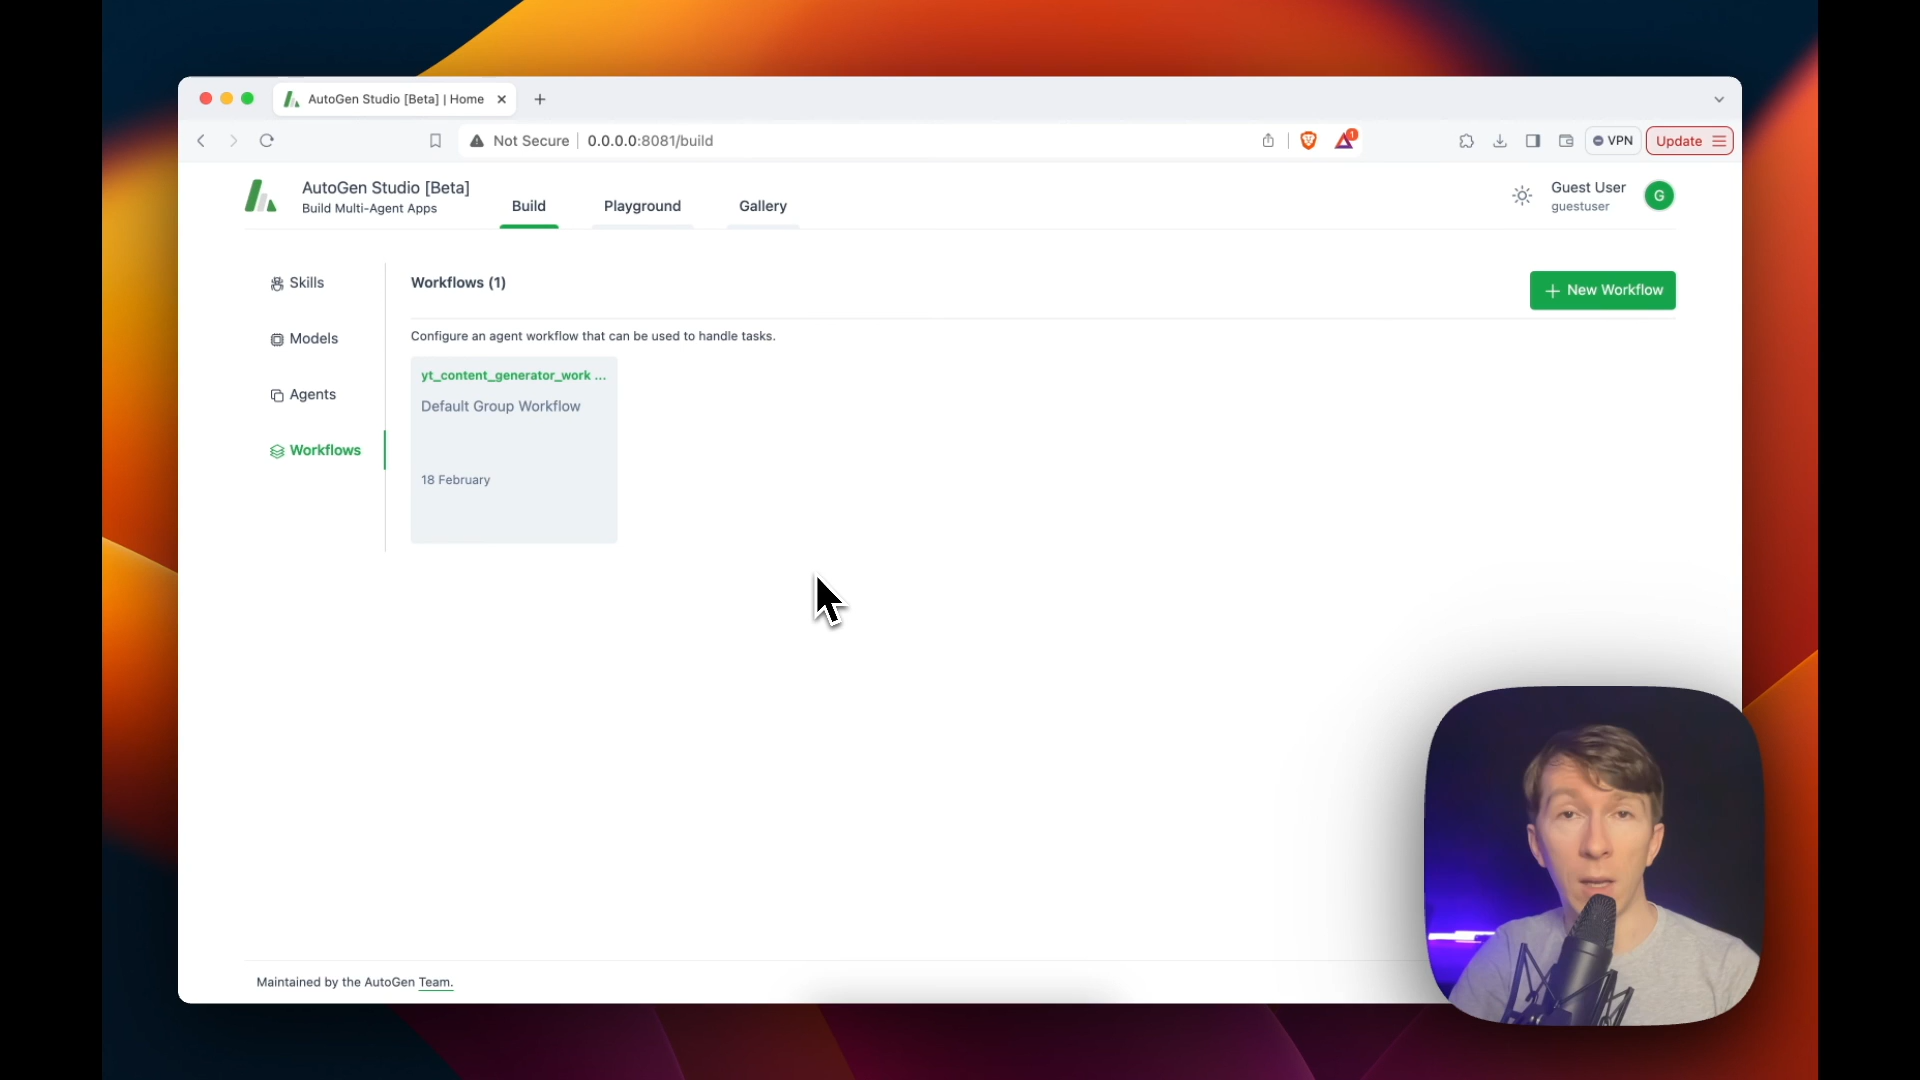 AutoGen Studio [Beta] | Home
Not Secure
0.0.0.0:8081/build
1
VPN
Update
AutoGen Studio [Beta]
Build Multi-Agent Apps
Build
Playground
Gallery
Guest User
guestuser
G
Skills
Models
Agents
Workflows
Workflows (1)
New Workflow
Configure an agent workflow that can be used to handle tasks.
yt_content_generator_work ...
Default Group Workflow
18 February
Maintained by the AutoGen Team.